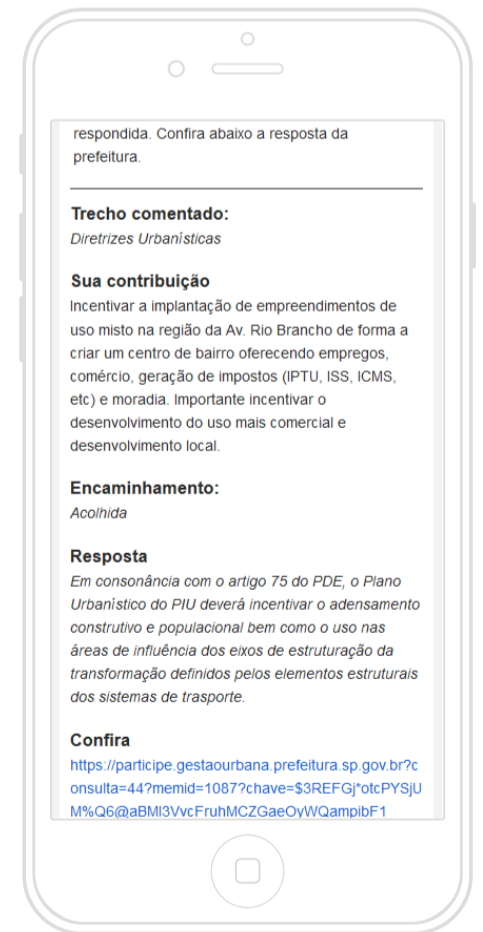 respondida. Confira abaixo a resposta da
prefeitura.
Trecho comentado:
Diretrizes Urbanísticas
Sua contribuição
Incentivar a implantação de empreendimentos de
uso misto na região da Av. Rio Brancho de forma a
criar um centro de bairro oferecendo empregos,
comércio, geração de impostos (IPTU, ISS, ICMS,
etc) e moradia. Importante incentivar o
desenvolvimento do uso mais comercial e
desenvolvimento local.
Encaminhamento:
Acolhida
Resposta
Em consonância com o artigo 75 do PDE, o Plano
Urbanístico do PIU deverá incentivar o adensamento
construtivo e populacional bem como o uso nas
áreas de influência dos eixos de estruturação da
transformação definidos pelos elementos estruturais
dos sistemas de trasporte.
Confira
https://participe.gestaourbana.prefeitura.sp.gov.br?c
onsulta=44?memid=1087?chave=$3REFGj*otcPYSjU
M%Q6@aBMl3VvcFruhMCZGaeOyWQampibF1